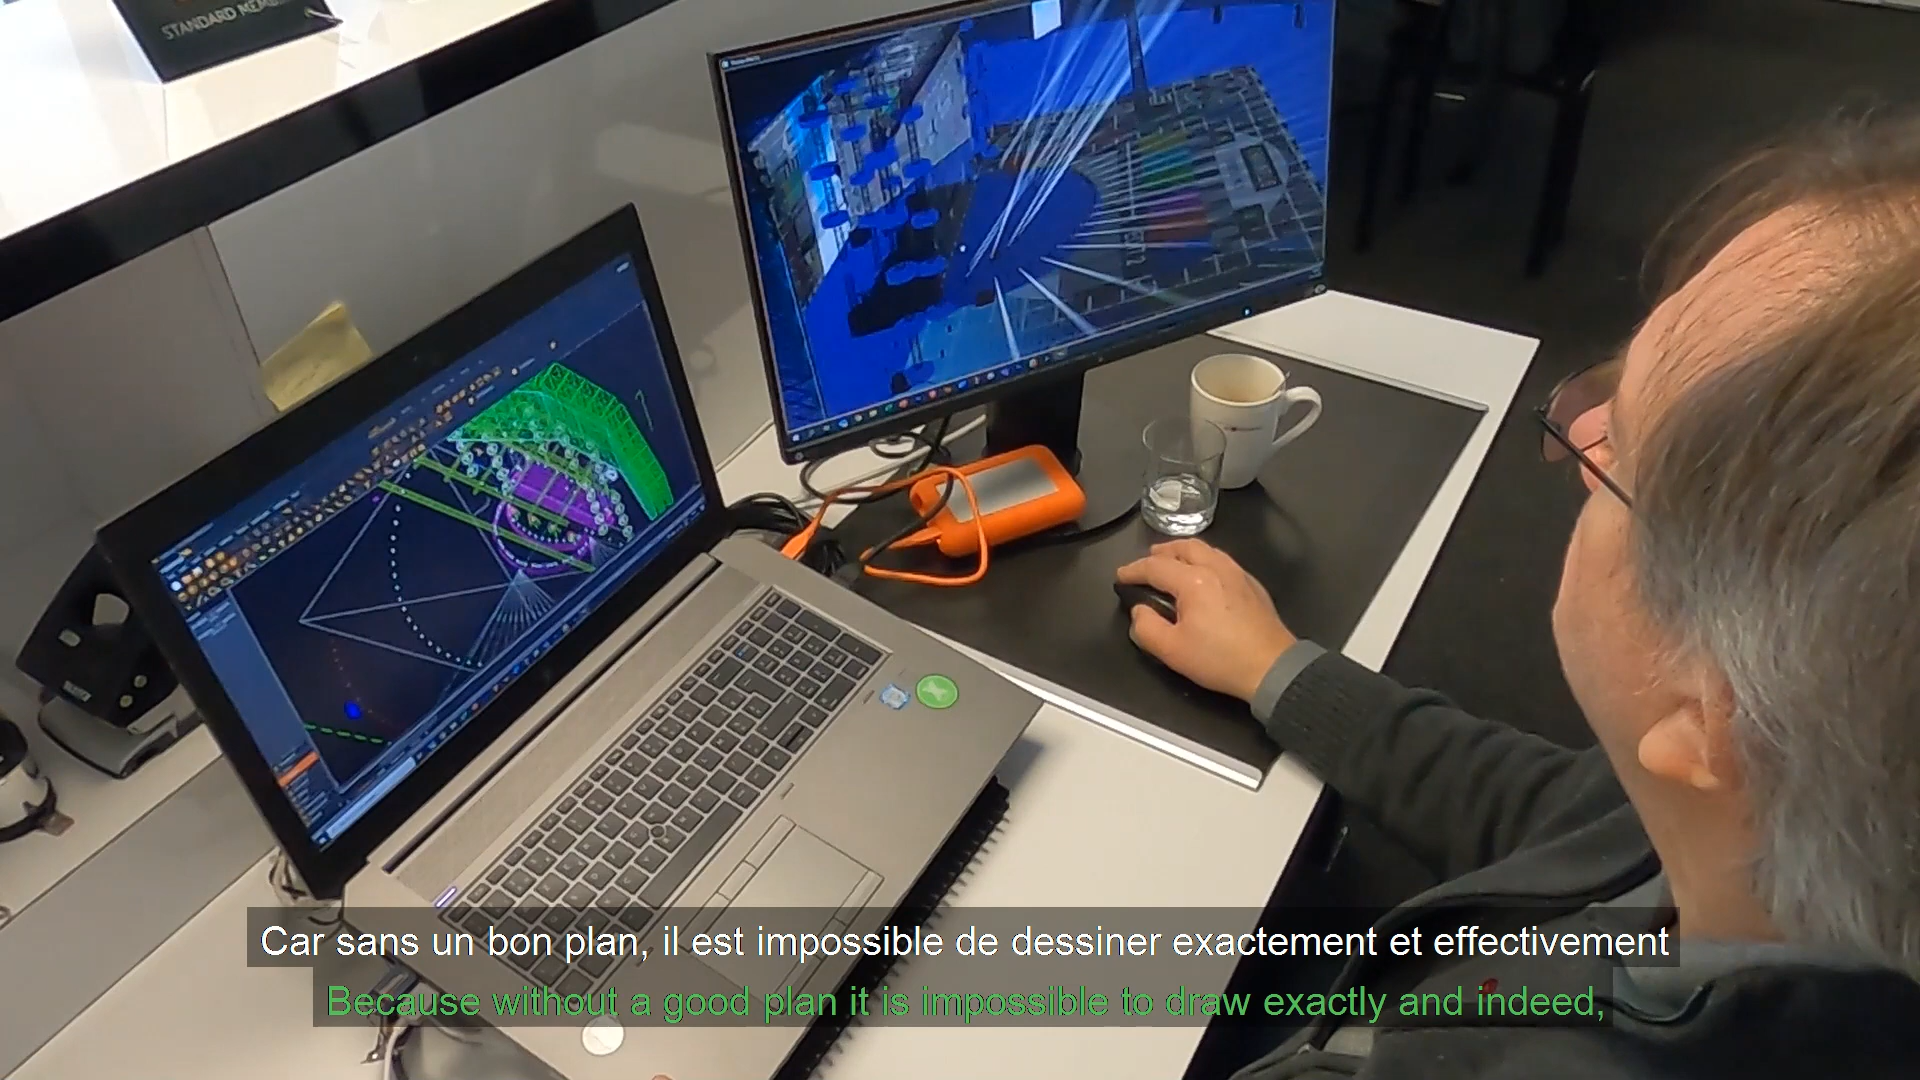 STANDARD
Car sans un bon plan, il est impossible de dessiner exactement et effectivement
Because without a good plan it is impossible to draw exactly and indeed,